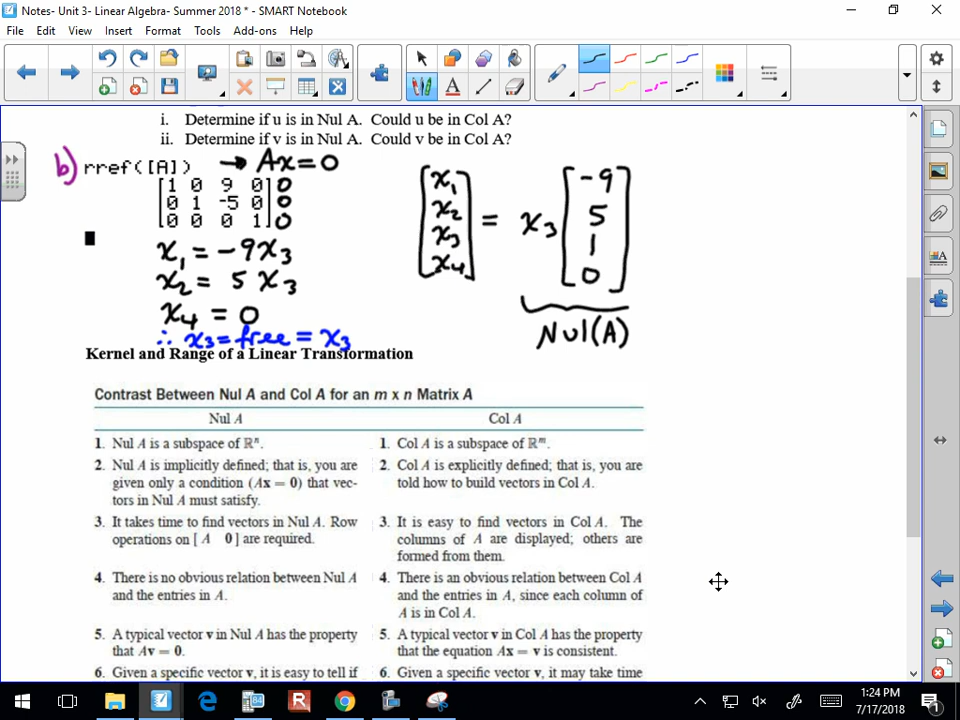 Notes- Unit 3- Linear Algebra- Summer 2018 * - SMART Notebook
File Edit View Insert Format Tools Add-ons Help
i. Determine if u is in Nul A. Could u be in Col A?
ii. Determine if v is in Nul A. Could v be in Col A?
b) rref([A]) → Ax=0
[1 0 9 0] 0
[0 1 -5 0] 0
[0 0 0 1] 0
x₁ = -9x₃
x₂ = 5 x₃
x₄ = 0
∴ x₃ = free = x₃
[x₁ x₂ x₃ x₄] = x₃ [-9 5 1 0]
Nul(A)
Kernel and Range of a Linear Transformation
Contrast Between Nul A and Col A for an m x n Matrix A
Nul A
1. Nul A is a subspace of ℝⁿ.
2. Nul A is implicitly defined; that is, you are
given only a condition (Ax = 0) that vec-
tors in Nul A must satisfy.
3. It takes time to find vectors in Nul A. Row
operations on [ A 0 ] are required.
4. There is no obvious relation between Nul A
and the entries in A.
5. A typical vector v in Nul A has the property
that Av = 0.
6. Given a specific vector v, it is easy to tell if
Col A
1. Col A is a subspace of ℝᵐ.
2. Col A is explicitly defined; that is, you are
told how to build vectors in Col A.
3. It is easy to find vectors in Col A. The
columns of A are displayed; others are
formed from them.
4. There is an obvious relation between Col A
and the entries in A, since each column of
A is in Col A.
5. A typical vector v in Col A has the property
that the equation Ax = v is consistent.
6. Given a specific vector v, it may take time
1:24 PM
7/17/2018